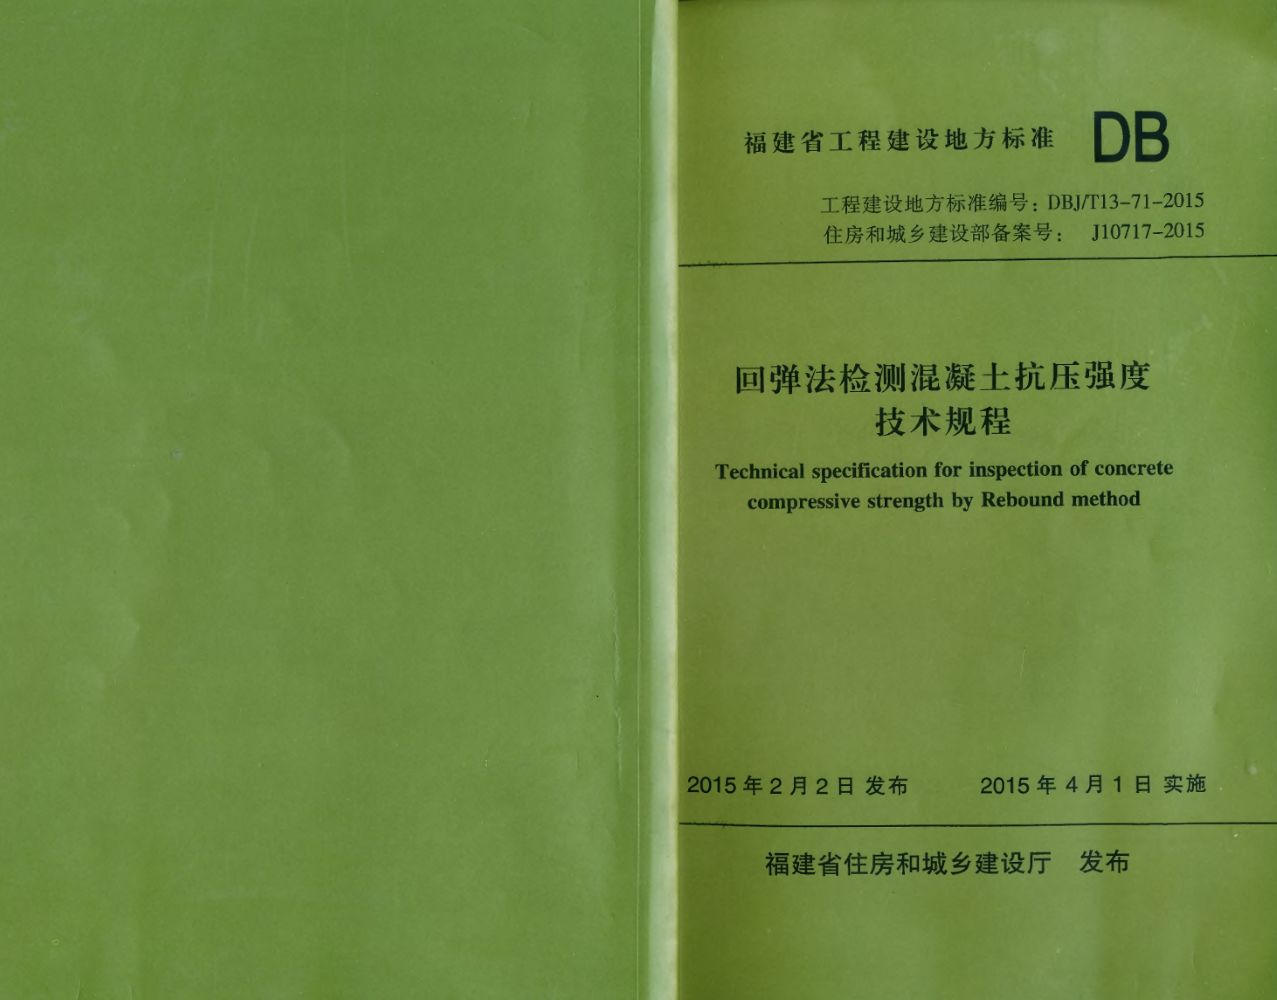 福建省工程建设地方标准 DB
工程建设地方标准编号：DBJ/T13-71-2015
住房和城乡建设部备案号： J10717-2015
回弹法检测混凝土抗压强度
技术规程
Technical specification for inspection of concrete
compressive strength by Rebound method
2015年2月2日 发布 2015年4月1日 实施
福建省住房和城乡建设厅 发布